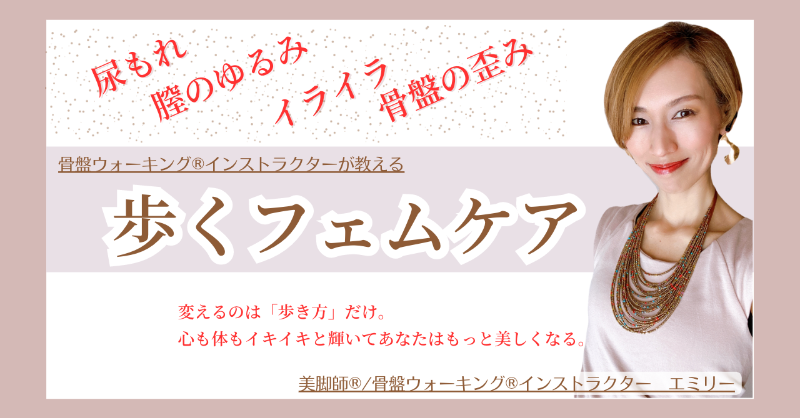 尿もれ
膣のゆるみ
イライラ
骨盤の歪み
骨盤ウォーキング®インストラクターが教える
歩くフェムケア
変えるのは「歩き方」だけ。
心も体もイキイキと輝いてあなたはもっと美しくなる。
美脚師®/骨盤ウォーキング®インストラクター　エミリー